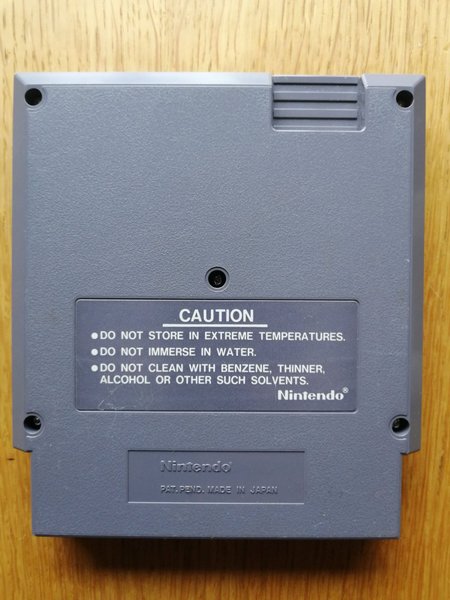 CAUTION
●DO NOT STORE IN EXTREME TEMPERATURES.
●DO NOT IMMERSE IN WATER.
●DO NOT CLEAN WITH BENZENE, THINNER,
ALCOHOL OR OTHER SUCH SOLVENTS.
Nintendo®
Nintendo®
PAT. PEND. MADE IN JAPAN